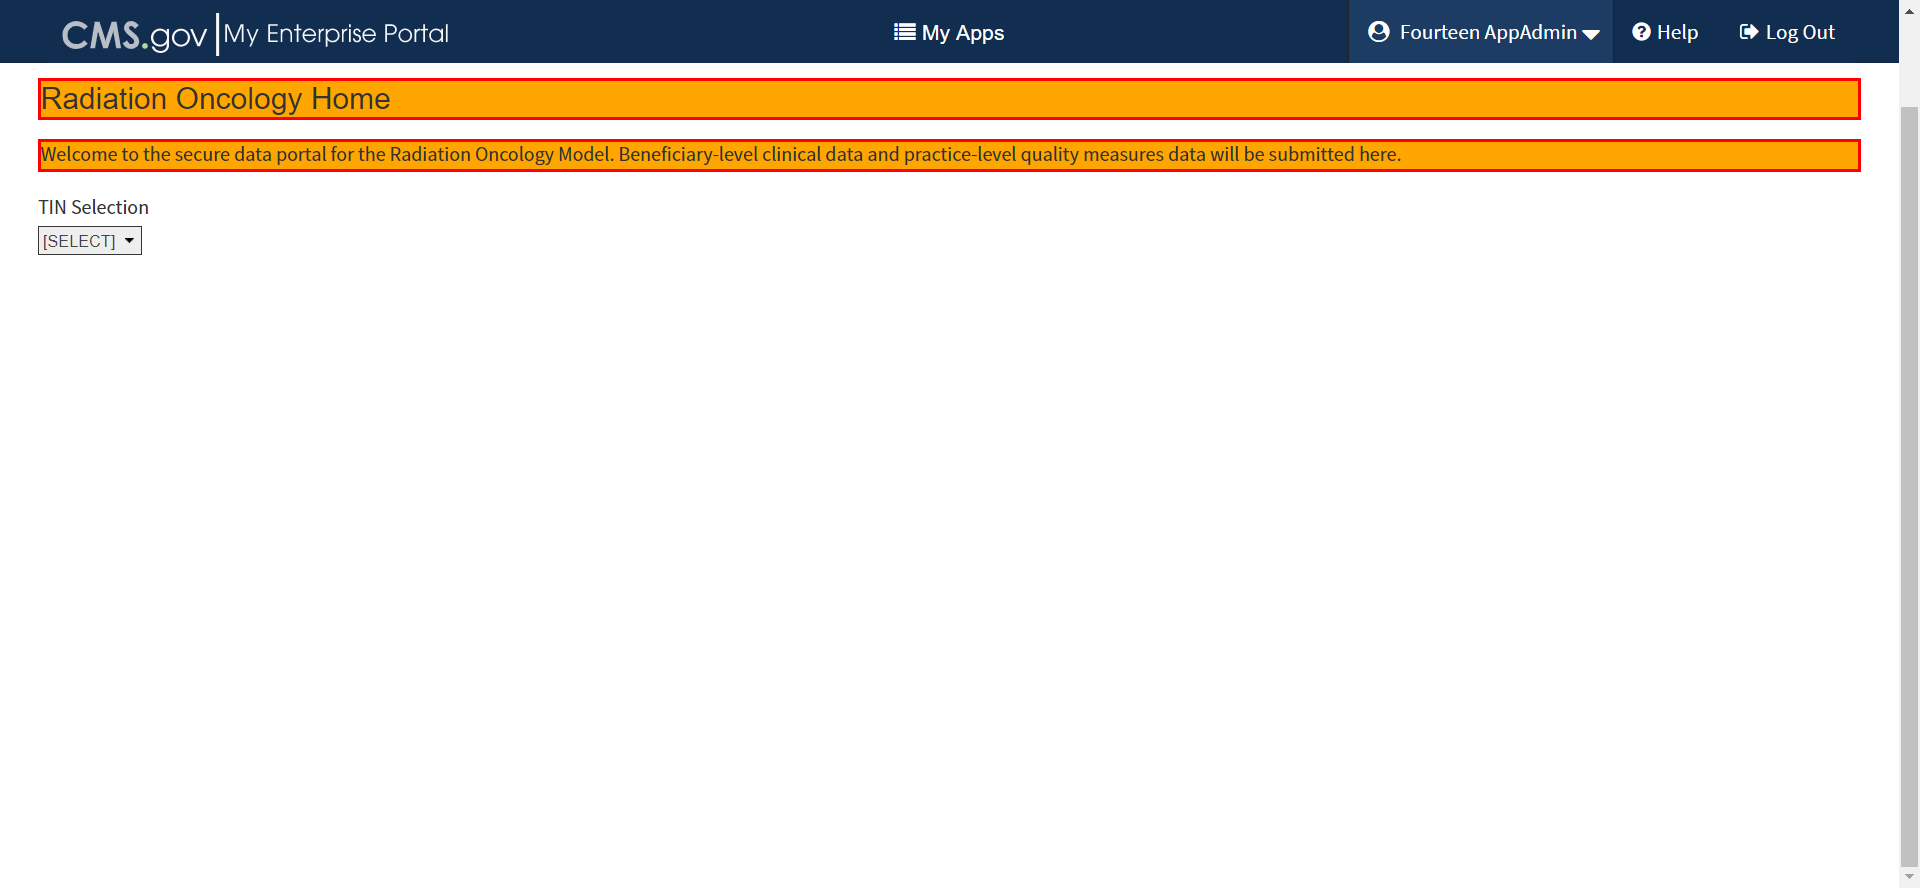 CMS.gov My Enterprise Portal My Apps Fourteen AppAdmin Help Log Out
Radiation Oncology Home
Welcome to the secure data portal for the Radiation Oncology Model. Beneficiary-level clinical data and practice-level quality measures data will be submitted here.
TIN Selection
[SELECT]